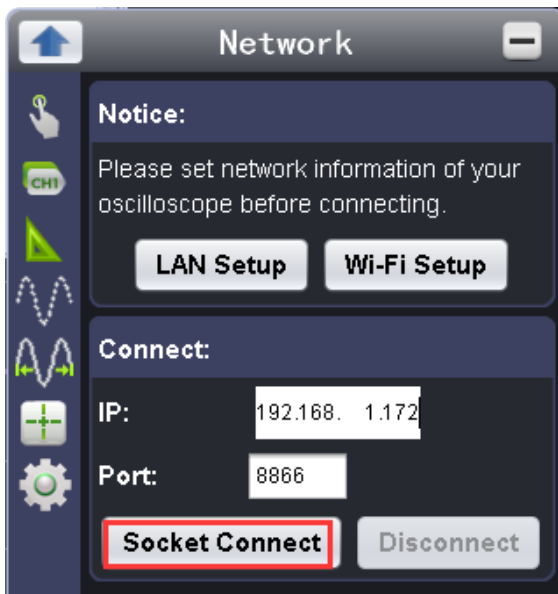 Network
CH1
Notice:
Please set network information of your
oscilloscope before connecting.
LAN Setup Wi-Fi Setup
Connect:
IP: 192.168. 1.172
Port: 8866
Socket Connect Disconnect